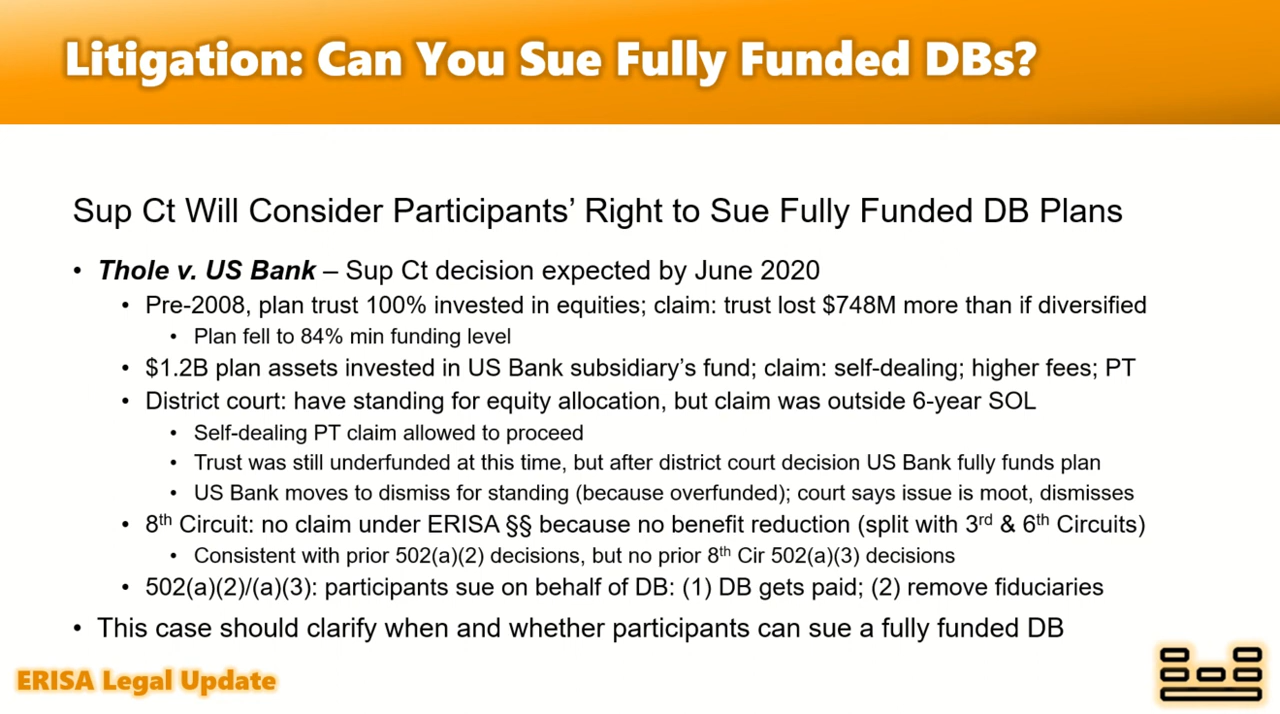 Litigation: Can You Sue Fully Funded DBs?
Sup Ct Will Consider Participants’ Right to Sue Fully Funded DB Plans
• Thole v. US Bank – Sup Ct decision expected by June 2020
• Pre-2008, plan trust 100% invested in equities; claim: trust lost $748M more than if diversified
• Plan fell to 84% min funding level
• $1.2B plan assets invested in US Bank subsidiary’s fund; claim: self-dealing; higher fees; PT
• District court: have standing for equity allocation, but claim was outside 6-year SOL
• Self-dealing PT claim allowed to proceed
• Trust was still underfunded at this time, but after district court decision US Bank fully funds plan
• US Bank moves to dismiss for standing (because overfunded); court says issue is moot, dismisses
• 8th Circuit: no claim under ERISA §§ because no benefit reduction (split with 3rd & 6th Circuits)
• Consistent with prior 502(a)(2) decisions, but no prior 8th Cir 502(a)(3) decisions
• 502(a)(2)/(a)(3): participants sue on behalf of DB: (1) DB gets paid; (2) remove fiduciaries
• This case should clarify when and whether participants can sue a fully funded DB
ERISA Legal Update